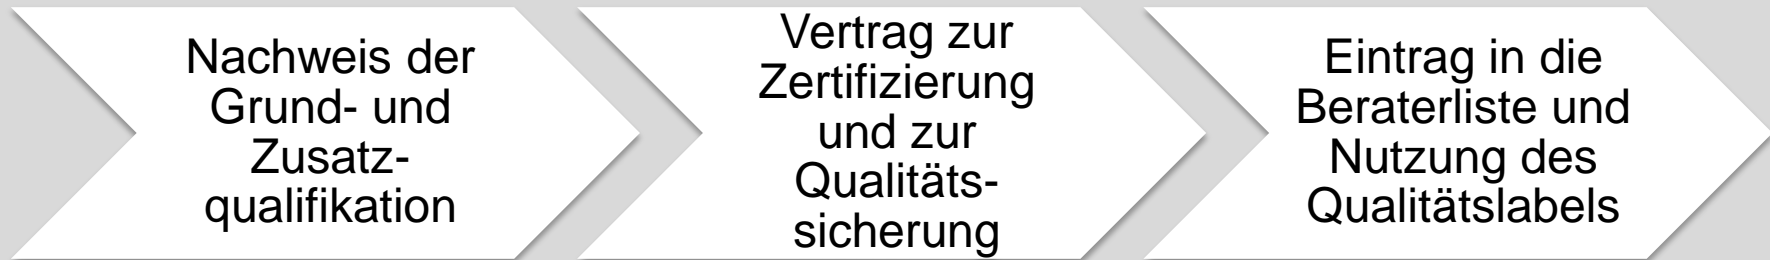 Nachweis der
Grund- und
Zusatz-
qualifikation
Vertrag zur
Zertifizierung
und zur
Qualitäts-
sicherung
Eintrag in die
Beraterliste und
Nutzung des
Qualitätslabels